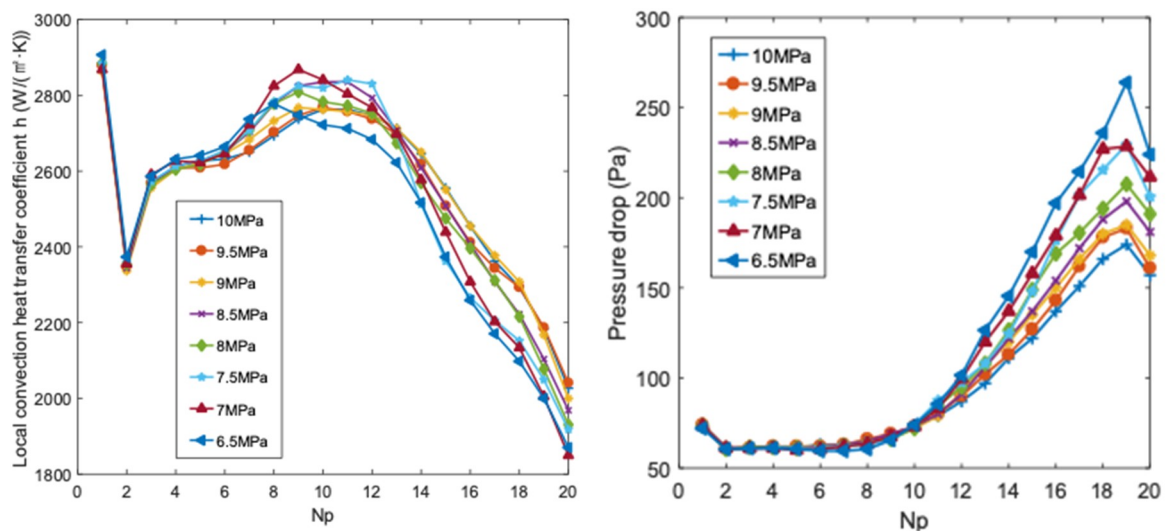 Local convection heat transfer coefficient h (W/(㎡·K)
3000
2800
2600
2400
2200
2000
1800
10MPa
9.5MPa
9MPa
8.5MPa
8MPa
7.5MPa
7MPa
6.5MPa
0 2 4 6 8 10 12 14 16 18 20
Np
Pressure drop (Pa)
300
250
200
150
100
50
10MPa
9.5MPa
9MPa
8.5MPa
8MPa
7.5MPa
7MPa
6.5MPa
0 2 4 6 8 10 12 14 16 18 20
Np